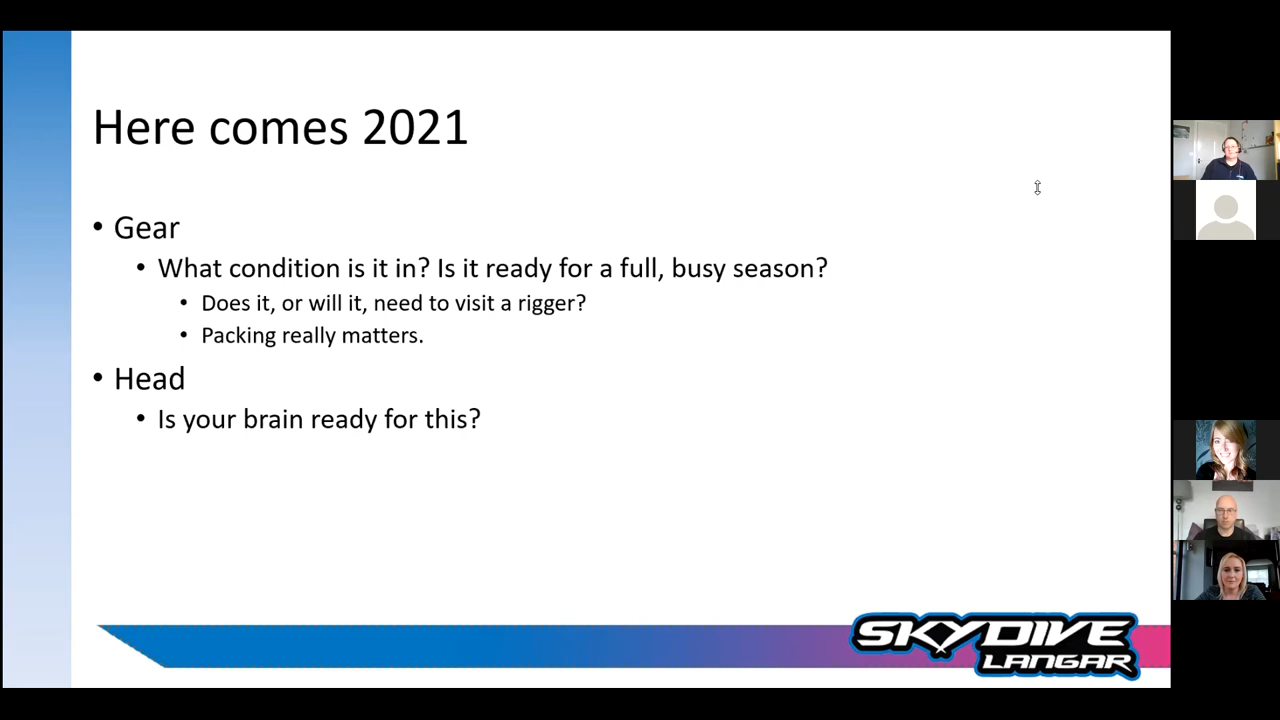 Here comes 2021
• Gear
• What condition is it in? Is it ready for a full, busy season?
• Does it, or will it, need to visit a rigger?
• Packing really matters.
• Head
• Is your brain ready for this?
SKYDIVE
LANGAR